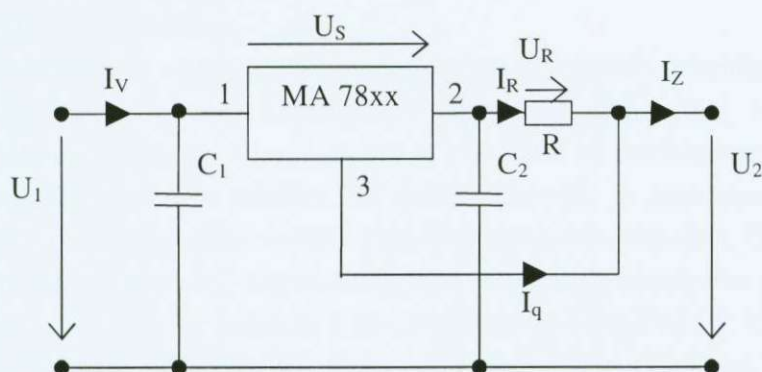 U_S
I_V
1
MA 78xx
2
I_R
U_R
I_Z
R
U_1
C_1
3
C_2
U_2
I_q